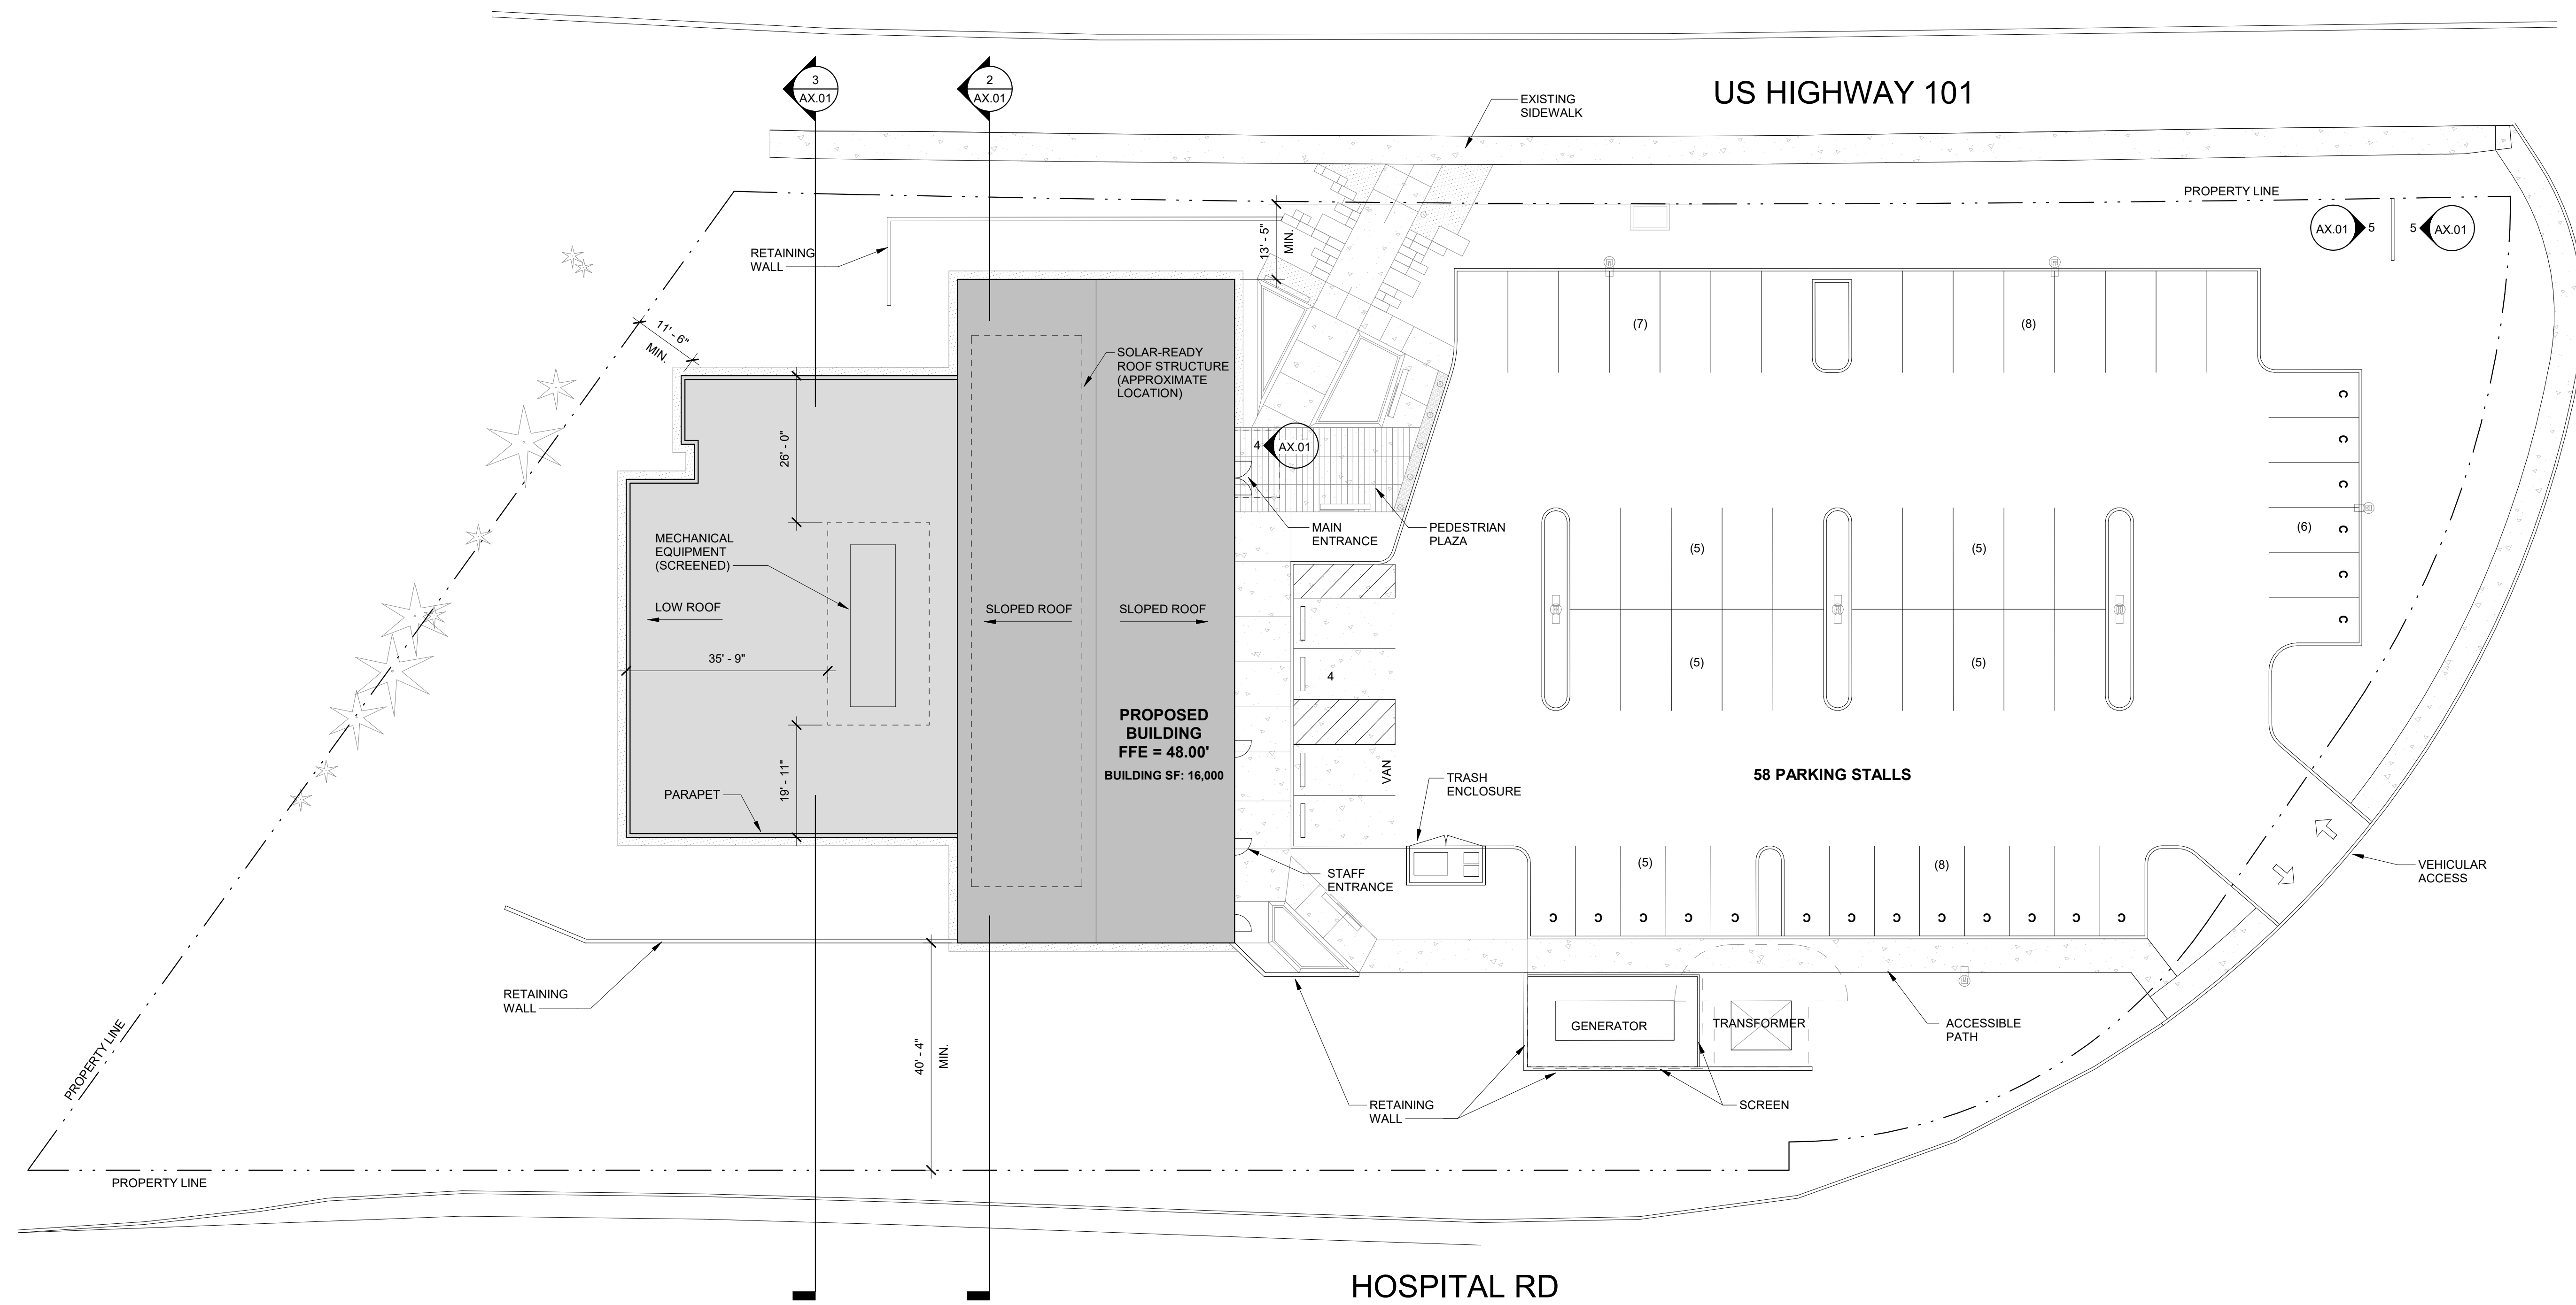 3
AX.01
2
AX.01
US HIGHWAY 101
EXISTING
SIDEWALK
PROPERTY LINE
AX.01
5
5
AX.01
RETAINING
WALL
13' - 5"
MIN.
11' - 6"
MIN.
(7)
(8)
SOLAR-READY
ROOF STRUCTURE
(APPROXIMATE
LOCATION)
C
C
C
C
C
C
(6)
26' - 0"
4
AX.01
MAIN
ENTRANCE
PEDESTRIAN
PLAZA
MECHANICAL
EQUIPMENT
(SCREENED)
(5)
(5)
LOW ROOF
SLOPED ROOF
SLOPED ROOF
35' - 9"
4
(5)
(5)
PROPOSED
BUILDING
FFE = 48.00'
BUILDING SF: 16,000
19' - 11"
PARAPET
VAN
TRASH
ENCLOSURE
58 PARKING STALLS
STAFF
ENTRANCE
(5)
(8)
VEHICULAR
ACCESS
C
C
C
C
C
C
C
C
C
C
C
C
C
RETAINING
WALL
40' - 4"
MIN.
GENERATOR
TRANSFORMER
ACCESSIBLE
PATH
PROPERTY LINE
RETAINING
WALL
SCREEN
PROPERTY LINE
HOSPITAL RD